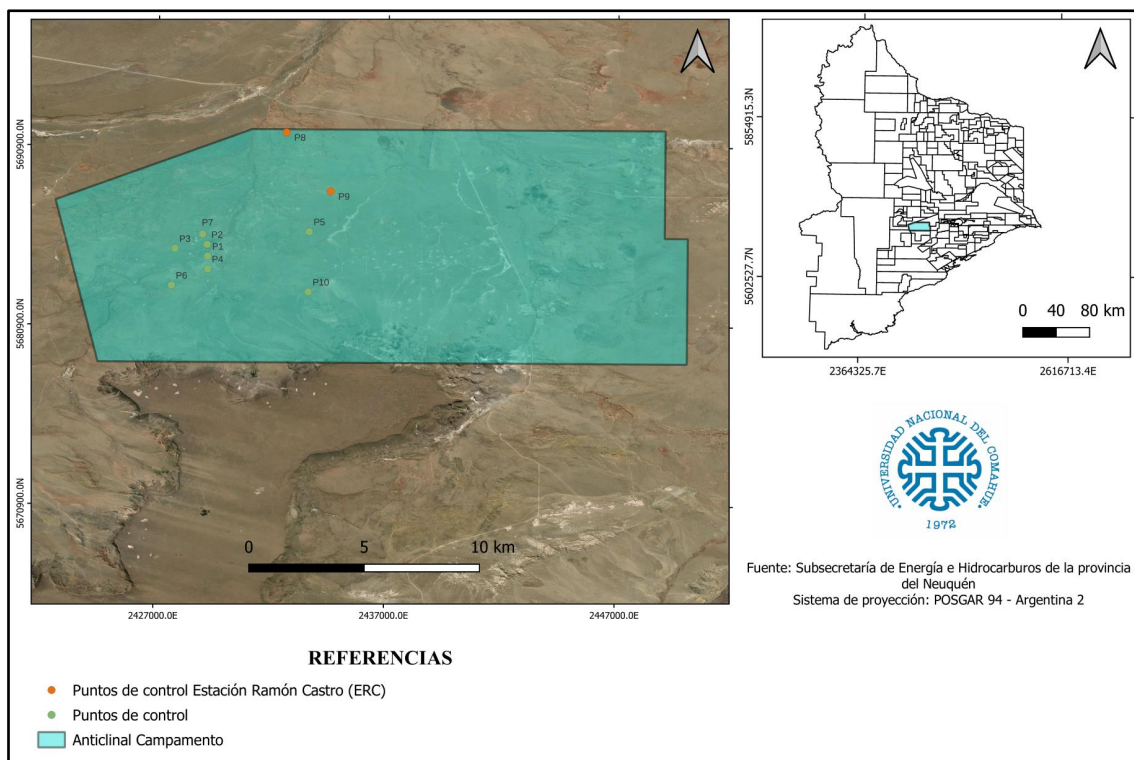 P8
P9
P5
P7
P2
P3
P1
P4
P6
P10
5690900.0N
5680900.0N
5670900.0N
0 5 10 km
2427000.0E 2437000.0E 2447000.0E
5854915.3N
5602527.7N
0 40 80 km
2364325.7E 2616713.4E
UNIVERSIDAD NACIONAL DEL COMAHUE
1972
Fuente: Subsecretaría de Energía e Hidrocarburos de la provincia
del Neuquén
Sistema de proyección: POSGAR 94 - Argentina 2
REFERENCIAS
Puntos de control Estación Ramón Castro (ERC)
Puntos de control
Anticlinal Campamento